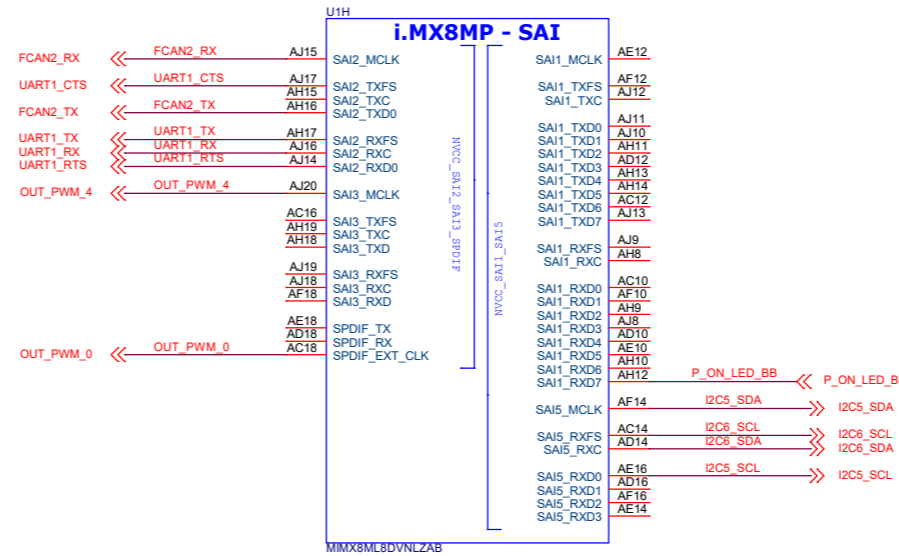 U1H
i.MX8MP - SAI
FCAN2_RX FCAN2_RX AJ15 SAI2_MCLK
UART1_CTS UART1_CTS AJ17 SAI2_TXFS
AH15 SAI2_TXC
FCAN2_TX FCAN2_TX AH16 SAI2_TXD0
UART1_TX UART1_TX AH17 SAI2_RXFS
UART1_RX UART1_RX AJ16 SAI2_RXC
UART1_RTS UART1_RTS AJ14 SAI2_RXD0
OUT_PWM_4 OUT_PWM_4 AJ20 SAI3_MCLK
AC16 SAI3_TXFS
AH19 SAI3_TXC
AH18 SAI3_TXD
AJ19 SAI3_RXFS
AJ18 SAI3_RXC
AF18 SAI3_RXD
AE18 SPDIF_TX
AD18 SPDIF_RX
OUT_PWM_0 OUT_PWM_0 AC18 SPDIF_EXT_CLK
NVCC_SAI2_SAI3_SPDIF
NVCC_SAI1_SAI5
SAI1_MCLK AE12
SAI1_TXFS AF12
SAI1_TXC AJ12
SAI1_TXD0 AJ11
SAI1_TXD1 AJ10
SAI1_TXD2 AH11
SAI1_TXD3 AD12
SAI1_TXD4 AH13
SAI1_TXD5 AH14
SAI1_TXD6 AC12
SAI1_TXD7 AJ13
SAI1_RXFS AJ9
SAI1_RXC AH8
SAI1_RXD0 AC10
SAI1_RXD1 AF10
SAI1_RXD2 AH9
SAI1_RXD3 AJ8
SAI1_RXD4 AD10
SAI1_RXD5 AE10
SAI1_RXD6 AH10
SAI1_RXD7 AH12 P_ON_LED_BB P_ON_LED_B
SAI5_MCLK AF14 I2C5_SDA I2C5_SDA
SAI5_RXFS AC14 I2C6_SCL I2C6_SCL
SAI5_RXC AD14 I2C6_SDA I2C6_SDA
SAI5_RXD0 AE16 I2C5_SCL I2C5_SCL
SAI5_RXD1 AD16
SAI5_RXD2 AF16
SAI5_RXD3 AE14
MIMX8ML8DVNLZAB